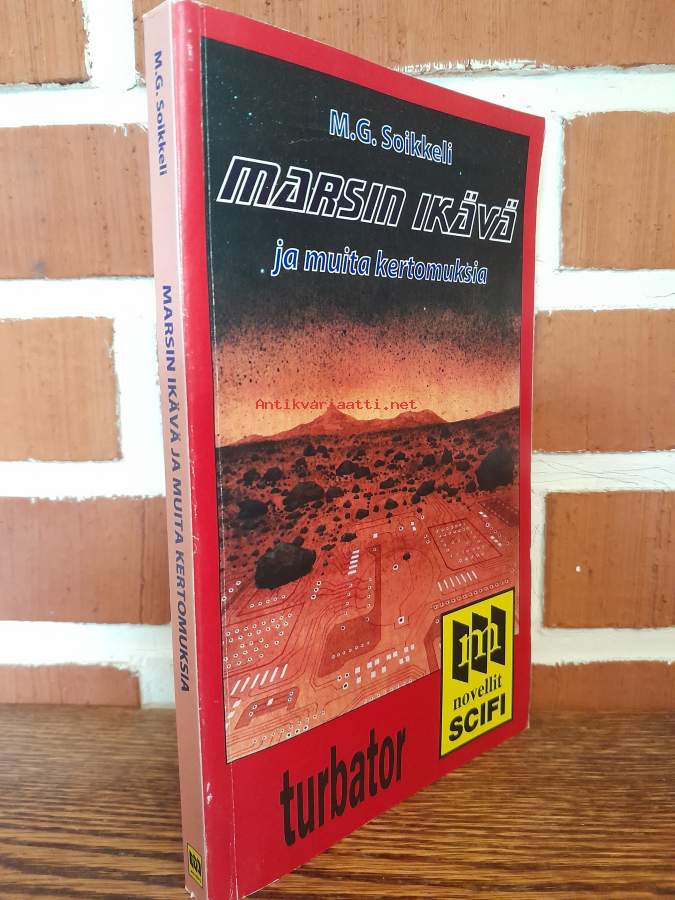 M.G. Soikkeli
MARSIN IKÄVÄ JA MUITA KERTOMUKSIA
M.G. Soikkeli
MARSIN IKÄVÄ
ja muita kertomuksia
Antikvariaatti.net
m
novellit
SCIFI
turbator